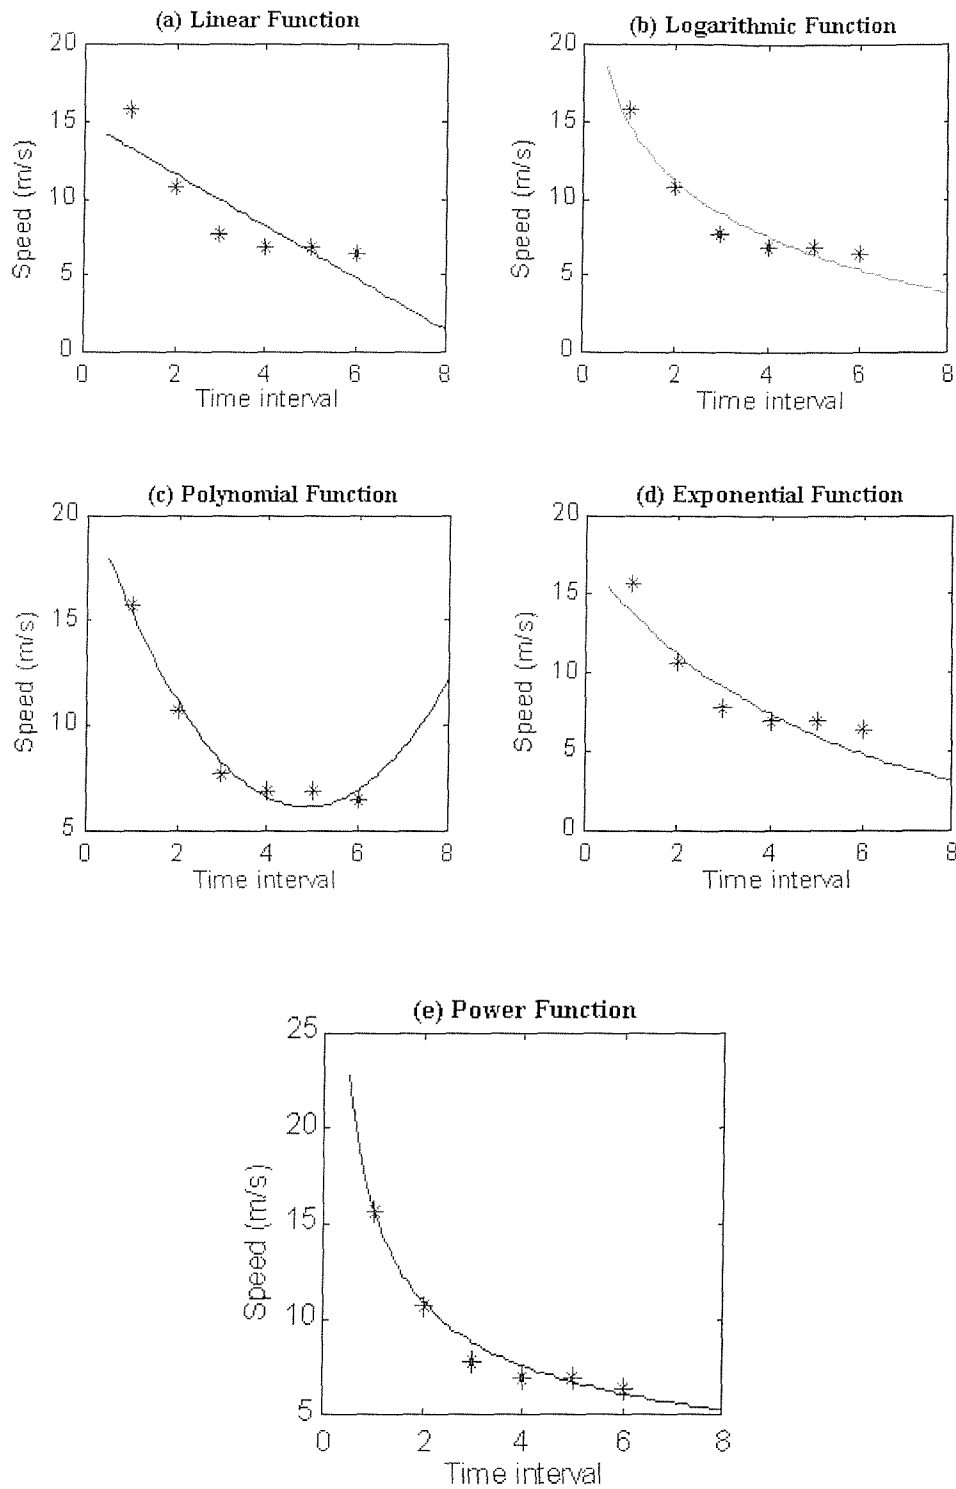 (a) Linear Function
20
15
10
5
0
Speed (m/s)
0 2 4 6 8
Time interval
(b) Logarithmic Function
20
15
10
5
0
Speed (m/s)
0 2 4 6 8
Time interval
(c) Polynomial Function
20
15
10
5
Speed (m/s)
0 2 4 6 8
Time interval
(d) Exponential Function
20
15
10
5
0
Speed (m/s)
0 2 4 6 8
Time interval
(e) Power Function
25
20
15
10
5
Speed (m/s)
0 2 4 6 8
Time interval